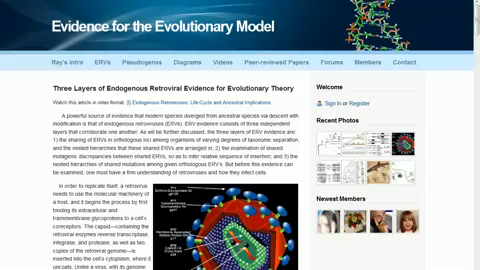 Evidence for the Evolutionary Model
Ray's Intro ERVs Pseudogenes Diagrams Videos Peer-reviewed Papers Forums Members Contact
Three Layers of Endogenous Retroviral Evidence for Evolutionary Theory
Watch this article in video format: Endogenous Retroviruses: Life-Cycle and Ancestral Implications
A powerful source of evidence that modern species diverged from ancestral species via descent with
modification is that of endogenous retroviruses (ERVs). ERV evidence consists of three independent
layers that corroborate one another. As will be further discussed, the three layers of ERV evidence are:
1) the sharing of ERVs in orthologous loci among organisms of varying degrees of taxonomic separation,
and the nested hierarchies that these shared ERVs are arranged in; 2) the examination of shared
mutagenic discrepancies between shared ERVs, so as to infer relative sequence of insertion; and 3) the
nested hierarchies of shared mutations among given orthologous ERV's. But before this evidence can
be examined, one must have a firm understanding of retroviruses and how they infect cells.
In order to replicate itself, a retrovirus
needs to use the molecular machinery of
a host, and it begins the process by first
binding its extracellular and
transmembrane glycoproteins to a cell's
receptors. The capsid—containing the
retroviral enzymes reverse transcriptase,
integrase, and protease, as well as two
copies of the retroviral genome—is
inserted into the cell's cytoplasm, where it
uncoats. Unlike a virus, with its genome
Welcome
Sign In or Register
Recent Photos
Newest Members